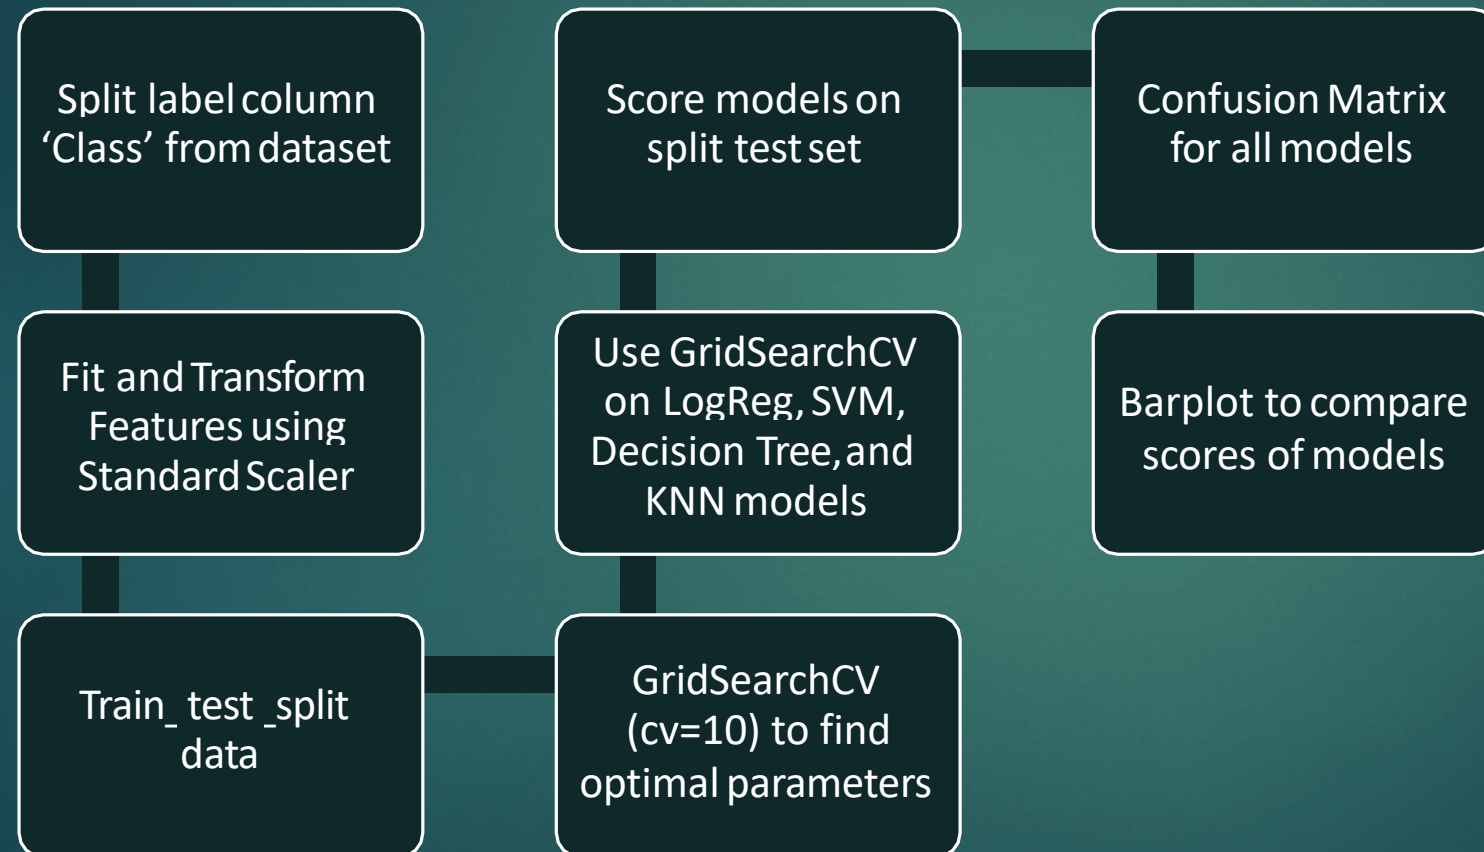 Split label column
‘Class’ from dataset
Fit and Transform
Features using
Standard Scaler
Train_ test _split
data
GridSearchCV
(cv=10) to find
optimal parameters
Use GridSearchCV
on LogReg, SVM,
Decision Tree, and
KNN models
Score models on
split test set
Confusion Matrix
for all models
Barplot to compare
scores of models